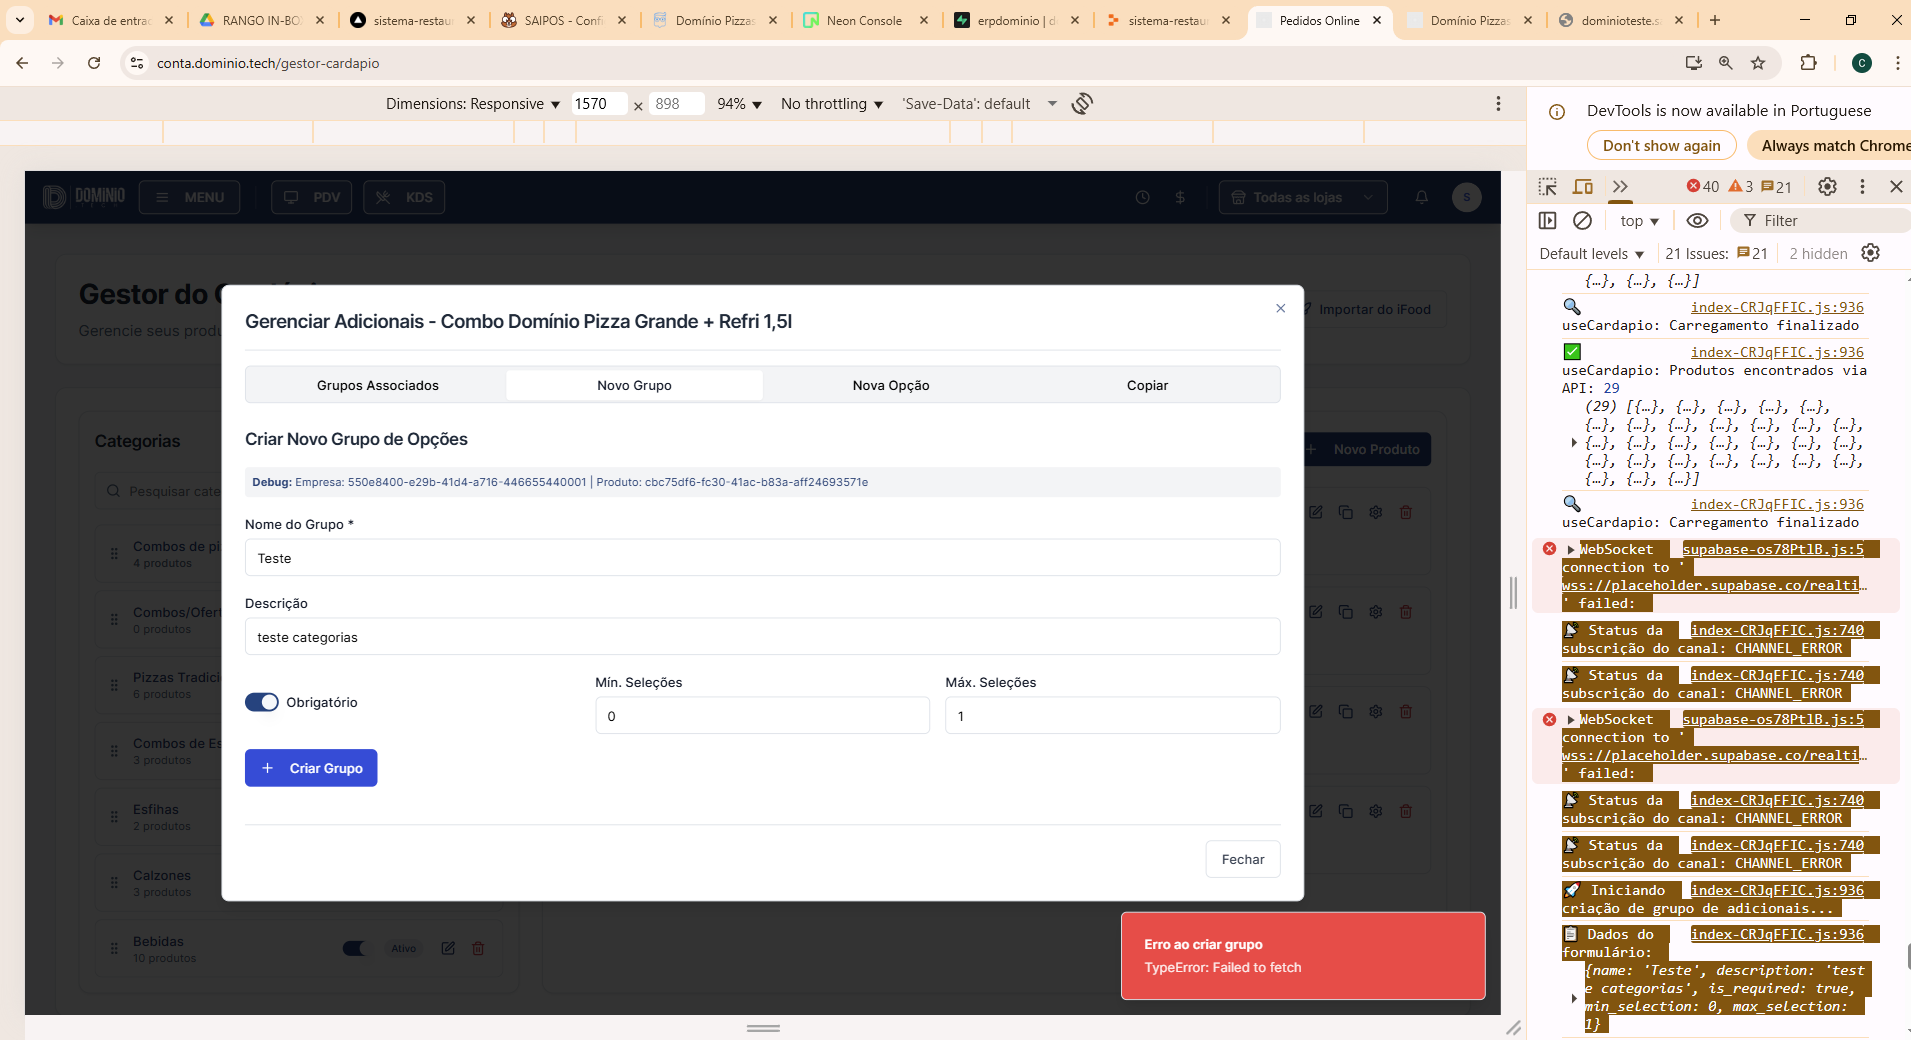 Caixa de entra
RANGO IN-BO
sistema-restau
SAIPOS - Confi
Domínio Pizzas
Neon Console
erpdominio | d
sistema-restau
Pedidos Online
Domínio Pizzas
dominioteste.s
conta.dominio.tech/gestor-cardapio
C
Dimensions: Responsive
1570
x
898
94%
No throttling
'Save-Data': default
DevTools is now available in Portuguese
Don't show again
Always match Chrome
40
3
21
top
Filter
Default levels
21 Issues:
21
2 hidden
DOMÍNIO
MENU
PDV
KDS
Todas as lojas
S
Gestor do C
Gerencie seus produ
Importar do iFood
Gerenciar Adicionais - Combo Domínio Pizza Grande + Refri 1,5l
Grupos Associados
Novo Grupo
Nova Opção
Copiar
Criar Novo Grupo de Opções
Debug: Empresa: 550e8400-e29b-41d4-a716-446655440001 | Produto: cbc75df6-fc30-41ac-b83a-aff24693571e
Nome do Grupo *
Teste
Descrição
teste categorias
Obrigatório
Mín. Seleções
0
Máx. Seleções
1
+ Criar Grupo
Fechar
Categorias
Pesquisar cate
Combos de pi
4 produtos
Combos/Ofert
0 produtos
Pizzas Tradici
6 produtos
Combos de Es
3 produtos
Esfihas
2 produtos
Calzones
3 produtos
Bebidas
10 produtos
Ativo
+ Novo Produto
Erro ao criar grupo
TypeError: Failed to fetch
{…}, {…}, {…}]
index-CRJqFFIC.js:936
useCardapio: Carregamento finalizado
index-CRJqFFIC.js:936
useCardapio: Produtos encontrados via
API: 29
(29) [{…}, {…}, {…}, {…}, {…},
{…}, {…}, {…}, {…}, {…}, {…}, {…},
{…}, {…}, {…}, {…}, {…}, {…}, {…},
{…}, {…}, {…}, {…}, {…}, {…}, {…},
{…}, {…}, {…}]
index-CRJqFFIC.js:936
useCardapio: Carregamento finalizado
WebSocket supabase-os78PtlB.js:5
connection to '
wss://placeholder.supabase.co/realti…
' failed:
Status da index-CRJqFFIC.js:740
subscrição do canal: CHANNEL_ERROR
Status da index-CRJqFFIC.js:740
subscrição do canal: CHANNEL_ERROR
WebSocket supabase-os78PtlB.js:5
connection to '
wss://placeholder.supabase.co/realti…
' failed:
Status da index-CRJqFFIC.js:740
subscrição do canal: CHANNEL_ERROR
Status da index-CRJqFFIC.js:740
subscrição do canal: CHANNEL_ERROR
Iniciando index-CRJqFFIC.js:936
criação de grupo de adicionais...
Dados do index-CRJqFFIC.js:936
formulário:
{name: 'Teste', description: 'test
e categorias', is_required: true,
min_selection: 0, max_selection:
1}